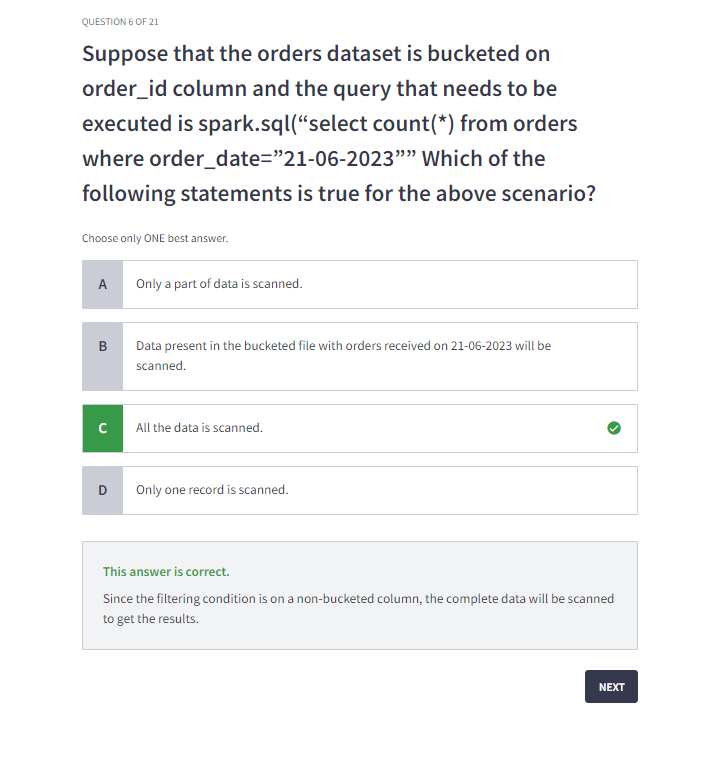 QUESTION 6 OF 21
Suppose that the orders dataset is bucketed on
order_id column and the query that needs to be
executed is spark.sql(“select count(*) from orders
where order_date=”21-06-2023”” Which of the
following statements is true for the above scenario?
Choose only ONE best answer.
A
Only a part of data is scanned.
B
Data present in the bucketed file with orders received on 21-06-2023 will be
scanned.
C
All the data is scanned.
D
Only one record is scanned.
This answer is correct.
Since the filtering condition is on a non-bucketed column, the complete data will be scanned
to get the results.
NEXT